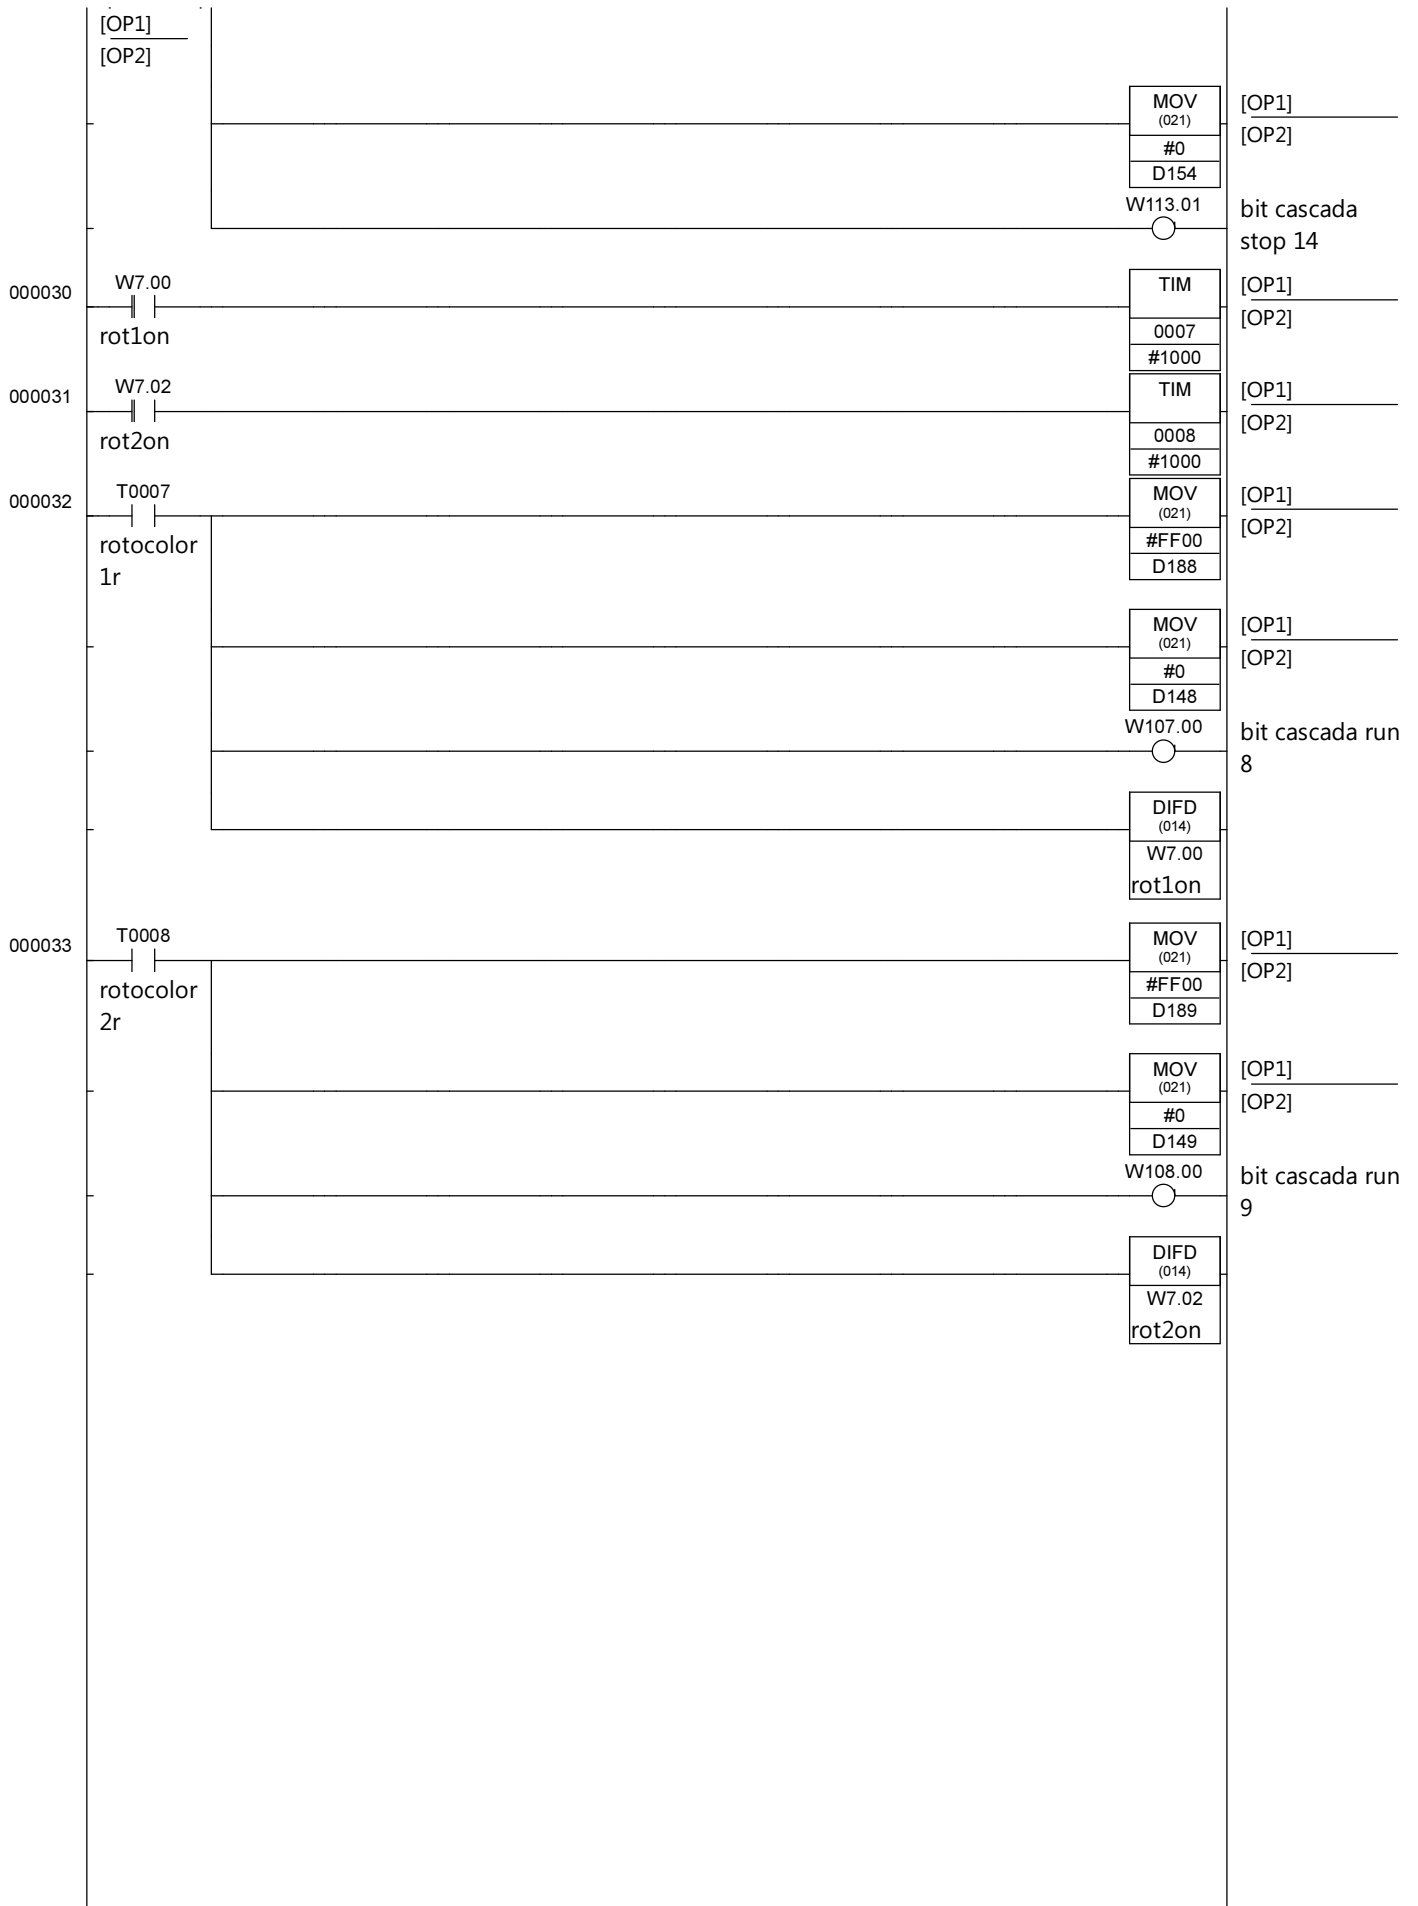 [OP1]
[OP2]
MOV
(021)
#0
D154
[OP1]
[OP2]
W113.01
bit cascada
stop 14
000030
W7.00
rot1on
TIM
0007
#1000
[OP1]
[OP2]
000031
W7.02
rot2on
TIM
0008
#1000
[OP1]
[OP2]
000032
T0007
rotocolor
1r
MOV
(021)
#FF00
D188
[OP1]
[OP2]
MOV
(021)
#0
D148
[OP1]
[OP2]
W107.00
bit cascada run
8
DIFD
(014)
W7.00
rot1on
000033
T0008
rotocolor
2r
MOV
(021)
#FF00
D189
[OP1]
[OP2]
MOV
(021)
#0
D149
[OP1]
[OP2]
W108.00
bit cascada run
9
DIFD
(014)
W7.02
rot2on